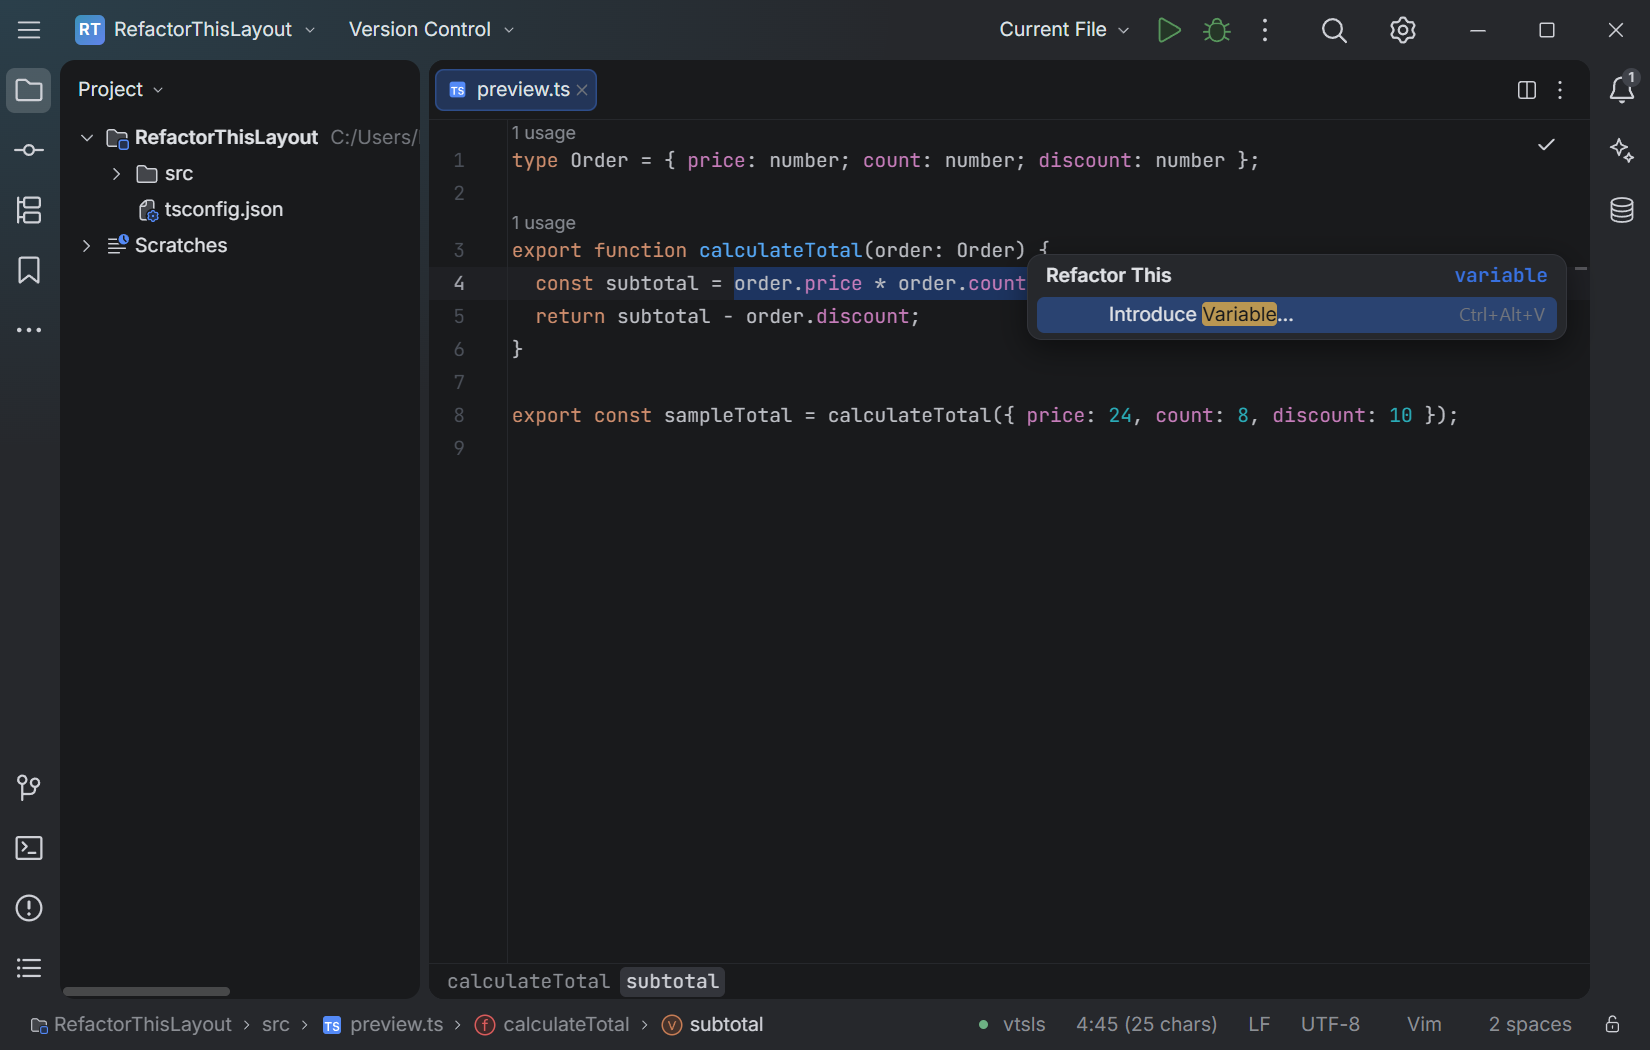 RT RefactorThisLayout Version Control Current File
Project
preview.ts
1
RefactorThisLayout C:/Users/
src
tsconfig.json
Scratches
1 usage
1 type Order = { price: number; count: number; discount: number };
2
1 usage
3 export function calculateTotal(order: Order) {
4 const subtotal = order.price * order.count
5 return subtotal - order.discount;
6 }
7
8 export const sampleTotal = calculateTotal({ price: 24, count: 8, discount: 10 });
9
Refactor This variable
Introduce Variable... Ctrl+Alt+V
calculateTotal subtotal
RefactorThisLayout › src › TS preview.ts › f calculateTotal › v subtotal
vtsls 4:45 (25 chars) LF UTF-8 Vim 2 spaces